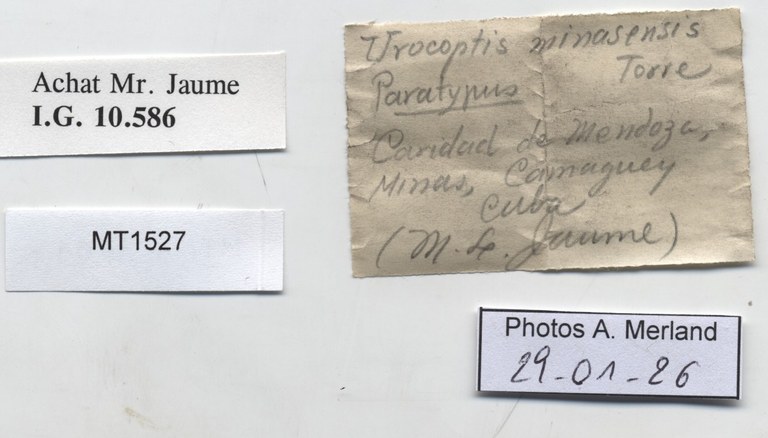 Achat Mr. Jaume
I.G. 10.586
MT1527
Urocoptis minasensis
Torre
Paratypus
Caridad de Mendoza,
Minas, Camaguey
Cuba
(M. L. Jaume)
Photos A. Merland
29-01-26